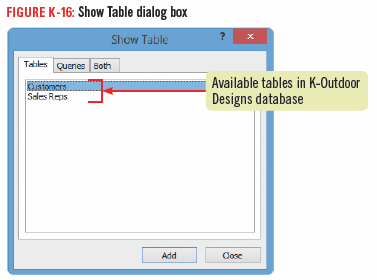 FIGURE K-16: Show Table dialog box
Show Table
? ×
Tables Queries Both
Customers
Sales Reps
Available tables in K-Outdoor
Designs database
Add Close